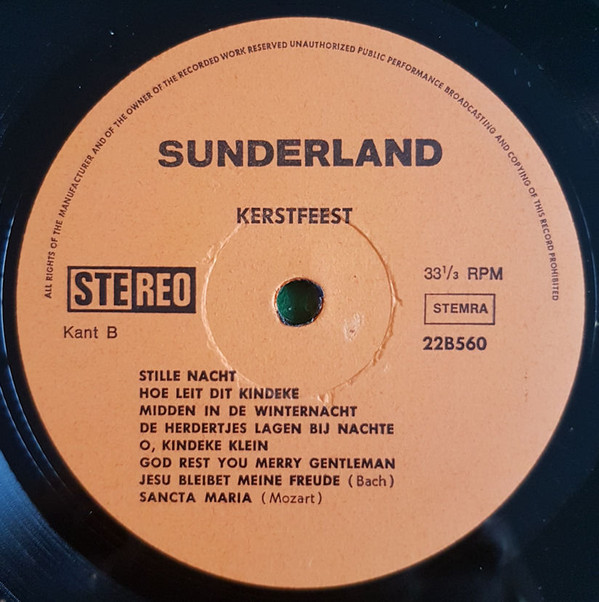 ALL RIGHTS OF THE MANUFACTURER AND OF THE OWNER OF THE RECORDED WORK RESERVED UNAUTHORIZED PUBLIC PERFORMANCE BROADCASTING AND COPYING OF THIS RECORD PROHIBITED
SUNDERLAND
KERSTFEEST
STEREO
33 1/3 RPM
STEMRA
Kant B
22B560
STILLE NACHT
HOE LEIT DIT KINDEKE
MIDDEN IN DE WINTERNACHT
DE HERDERTJES LAGEN BIJ NACHTE
O, KINDEKE KLEIN
GOD REST YOU MERRY GENTLEMAN
JESU BLEIBET MEINE FREUDE (Bach)
SANCTA MARIA (Mozart)